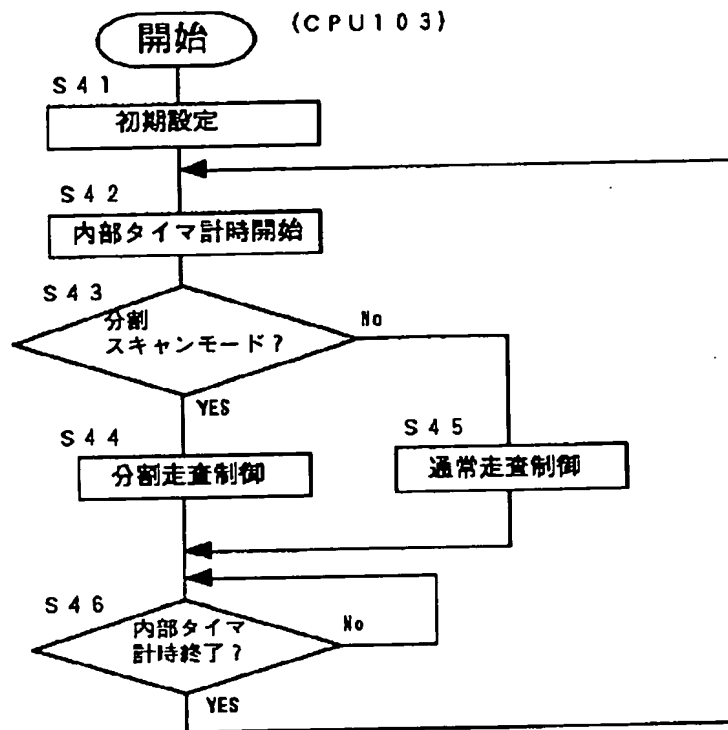 開始
(CPU103)
S41
初期設定
S42
内部タイマ計時開始
S43
分割
スキャンモード?
No
YES
S44
分割走査制御
S45
通常走査制御
S46
内部タイマ
計時終了?
No
YES